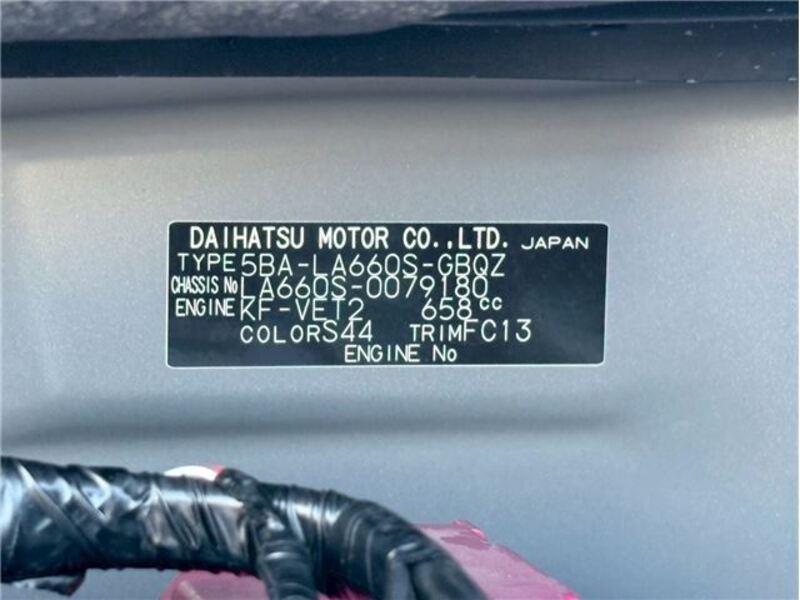 DAIHATSU MOTOR CO.,LTD. JAPAN
TYPE 5BA-LA660S-GBQZ
CHASSIS No LA660S-0079180
ENGINE KF-VET2 658cc
COLOR S44 TRIM FC13
ENGINE No